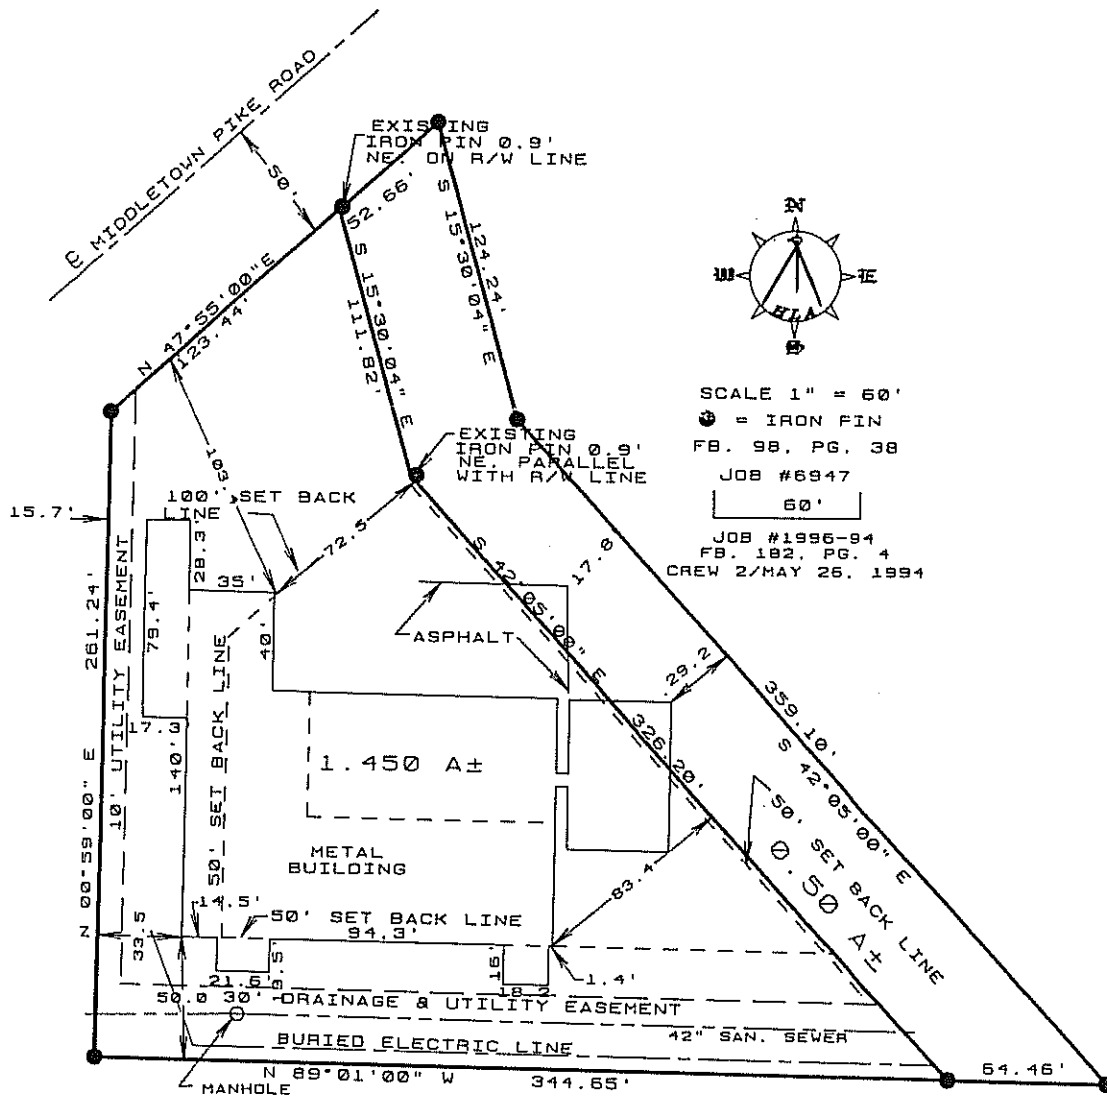 ℄ MIDDLETOWN PIKE ROAD
50'
EXISTING
IRON PIN 0.9'
NE. ON R/W LINE
52.66'
N 47°55'00"E
123.44'
S 15°30'04" E
111.82'
124.24'
S 15°30'04" E
N
W
E
S
HLA
SCALE 1" = 60'
= IRON PIN
FB. 98, PG. 38
JOB #6947
60'
JOB #1996-94
FB. 182, PG. 4
CREW 2/MAY 26, 1994
EXISTING
IRON PIN 0.9'
NE. PARALLEL
WITH R/W LINE
103.
100' SET BACK
LINE
72.5
15.7'
28.3'
35'
40'
79.4'
17.3
140'
261.24'
N 00°59'00" E
10' UTILITY EASEMENT
50' SET BACK LINE
ASPHALT
17.8
29.2
S 42°05'00" E
326.20'
359.10'
S 42°05'00" E
1.450 A±
METAL
BUILDING
50' SET BACK LINE
0.50 A±
83.4
14.5'
50' SET BACK LINE
94.3'
33.5
21.6'
13.5'
16'
18.2
1.4'
50.0
30' DRAINAGE & UTILITY EASEMENT
42" SAN. SEWER
BURIED ELECTRIC LINE
MANHOLE
N 89°01'00" W
344.65'
64.46'